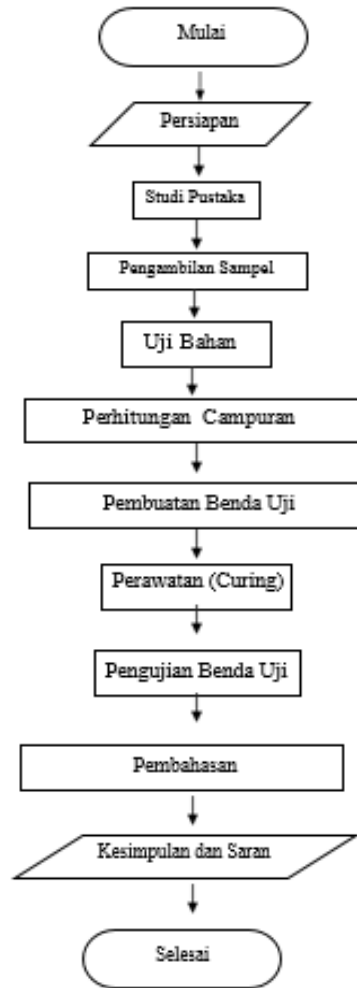 Mulai
Persiapan
Studi Pustaka
Pengambilan Sampel
Uji Bahan
Perhitungan Campuran
Pembuatan Benda Uji
Perawatan (Curing)
Pengujian Benda Uji
Pembahasan
Kesimpulan dan Saran
Selesai